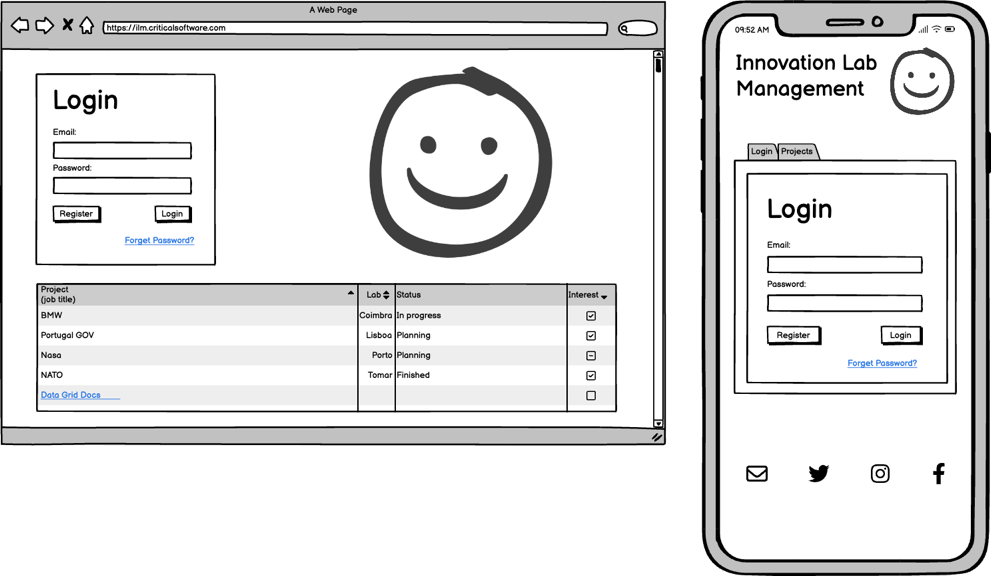 A Web Page
https://ilm.criticalsoftware.com
Login
Email:
Password:
Register Login
Forget Password?
Project
(job title) Lab Status Interest
BMW Coimbra In progress
Portugal GOV Lisboa Planning
Nasa Porto Planning
NATO Tomar Finished
Data Grid Docs
09:52 AM
Innovation Lab
Management
Login Projects
Login
Email:
Password:
Register Login
Forget Password?